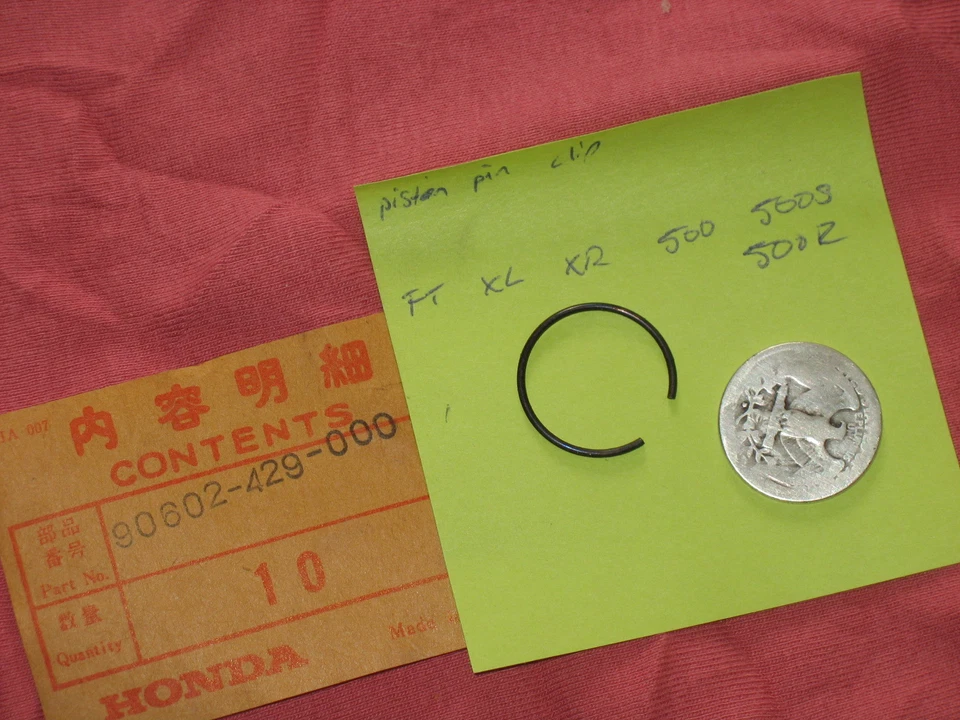 piston pin clip
FT XL XR 500 500S
500R
内容明細
CONTENTS
部品
番号
Part No.
90602-429-000
数量
Quantity
10
Made
HONDA